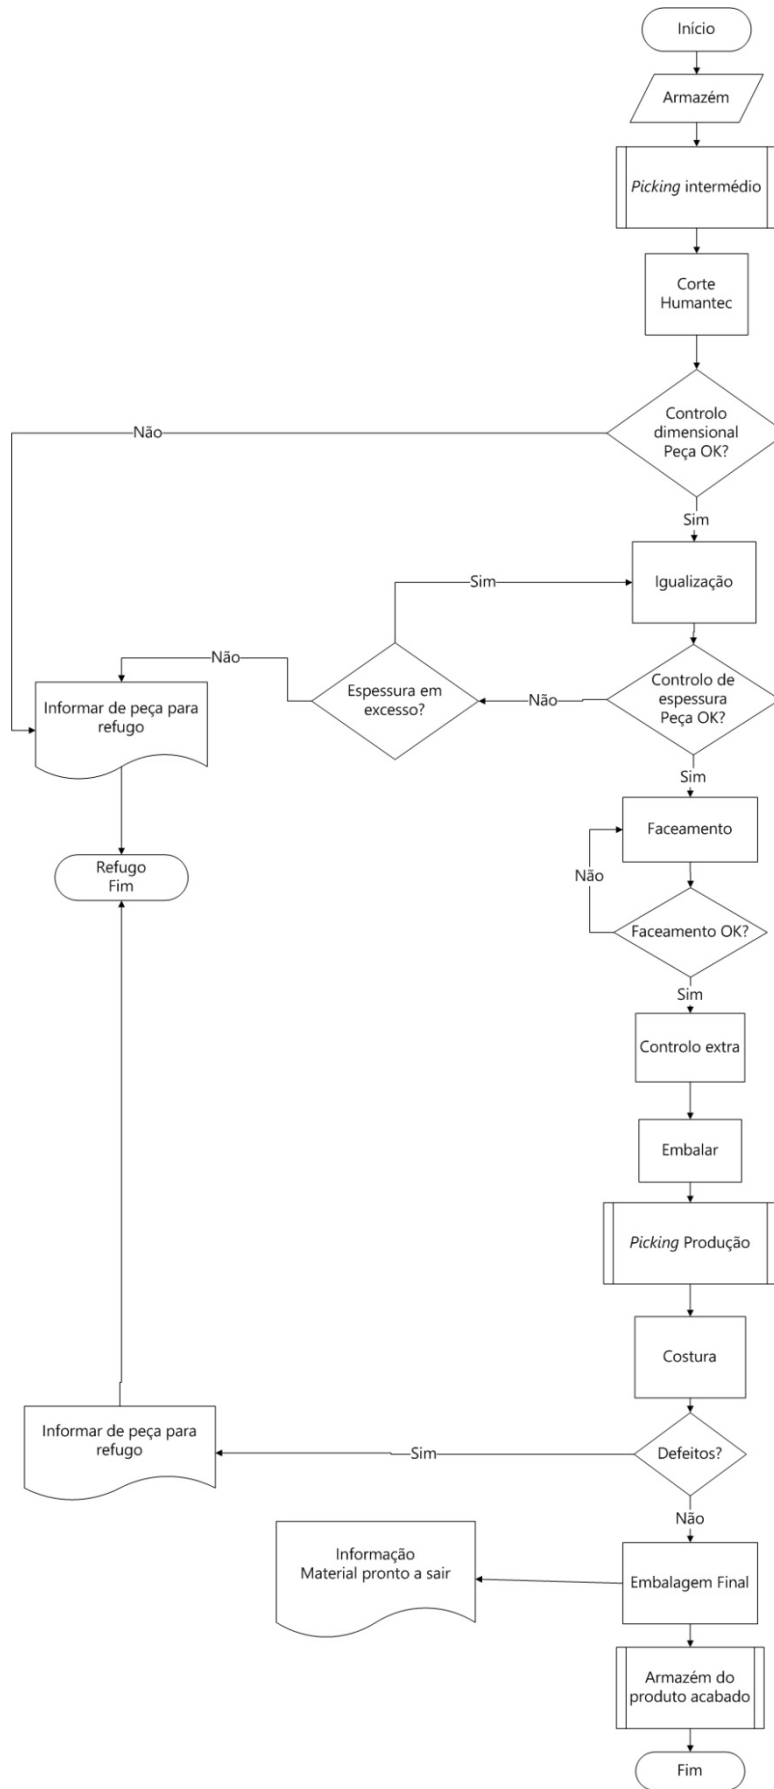 Início
Armazém
Picking intermédio
Corte
Humantec
Controlo
dimensional
Peça OK?
Não
Sim
Igualização
Sim
Não
Espessura em
excesso?
Não
Controlo de
espessura
Peça OK?
Informar de peça para
refugo
Sim
Faceamento
Refugo
Fim
Não
Faceamento OK?
Sim
Controlo extra
Embalar
Picking Produção
Costura
Informar de peça para
refugo
Sim
Defeitos?
Não
Informação
Material pronto a sair
Embalagem Final
Armazém do
produto acabado
Fim